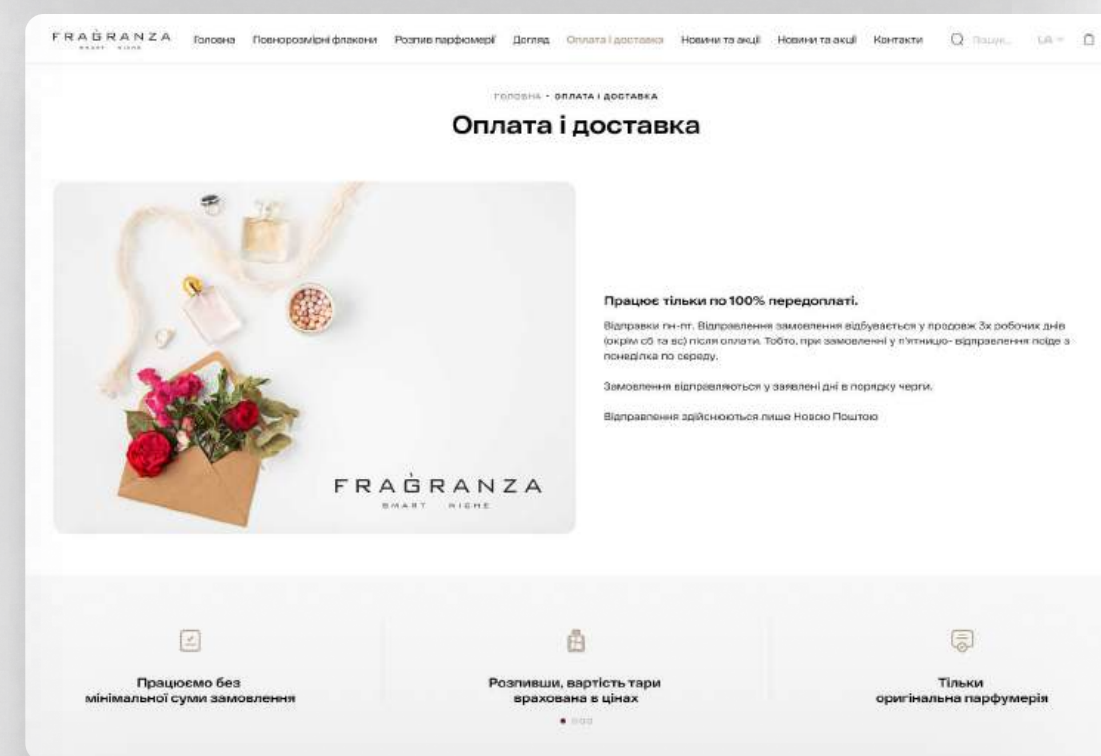 FRAGRANZA
SMART NICHE
Головна Повнорозмірні флакони Розпив парфюмерії Догляд Оплата і доставка Новини та акції Новини та акції Контакти Пошук... UA
ГОЛОВНА • ОПЛАТА І ДОСТАВКА
Оплата і доставка
FRAGRANZA
SMART NICHE
Працює тільки по 100% передоплаті.
Відправки пн-пт. Відправлення замовлення відбувається у продовж 3х робочих днів
(окрім сб та вс) після оплати. Тобто, при замовленні у п'ятницю- відправлення поїде з
понеділка по середу.
Замовлення відправляються у заявлені дні в порядку черги.
Відправлення здійснюються лише Новою Поштою
Працюємо без
мінімальної суми замовлення
Розпивши, вартість тари
врахована в цінах
Тільки
оригінальна парфумерія